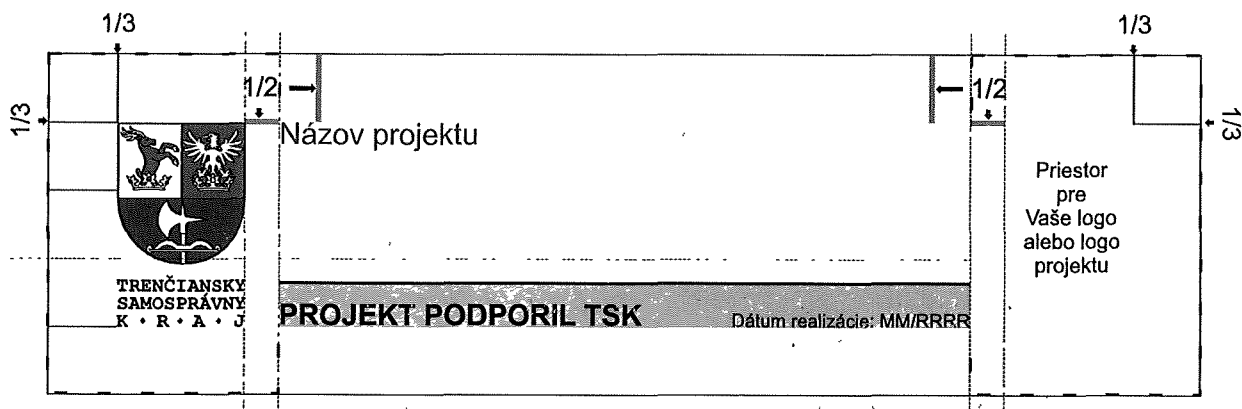 1/3
1/3
1/2
1/2
1/3
1/3
Názov projektu
Priestor
pre
Vaše logo
alebo logo
projektu
TRENČIANSKY
SAMOSPRÁVNY
K · R · A · J
PROJEKT PODPORIL TSK
Dátum realizácie: MM/RRRR